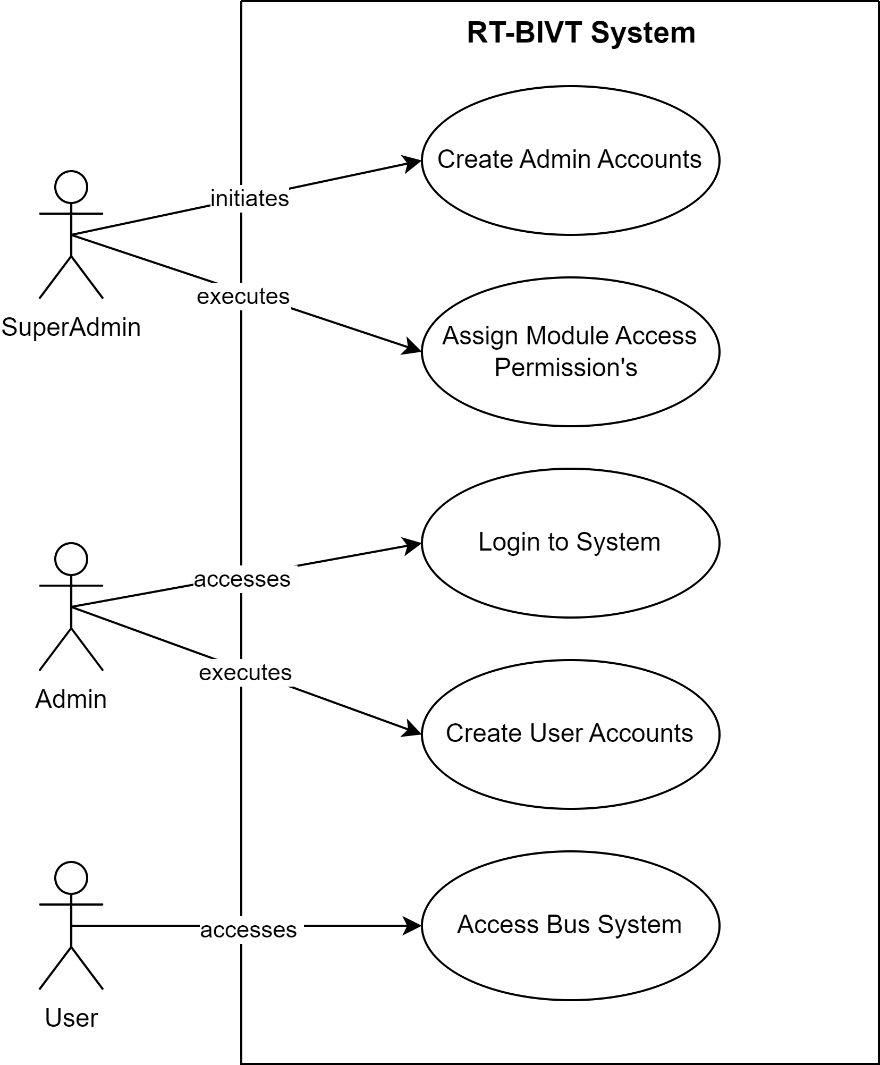 RT-BIVT System
Create Admin Accounts
initiates
executes
SuperAdmin
Assign Module Access
Permission's
Login to System
accesses
executes
Admin
Create User Accounts
Access Bus System
accesses
User